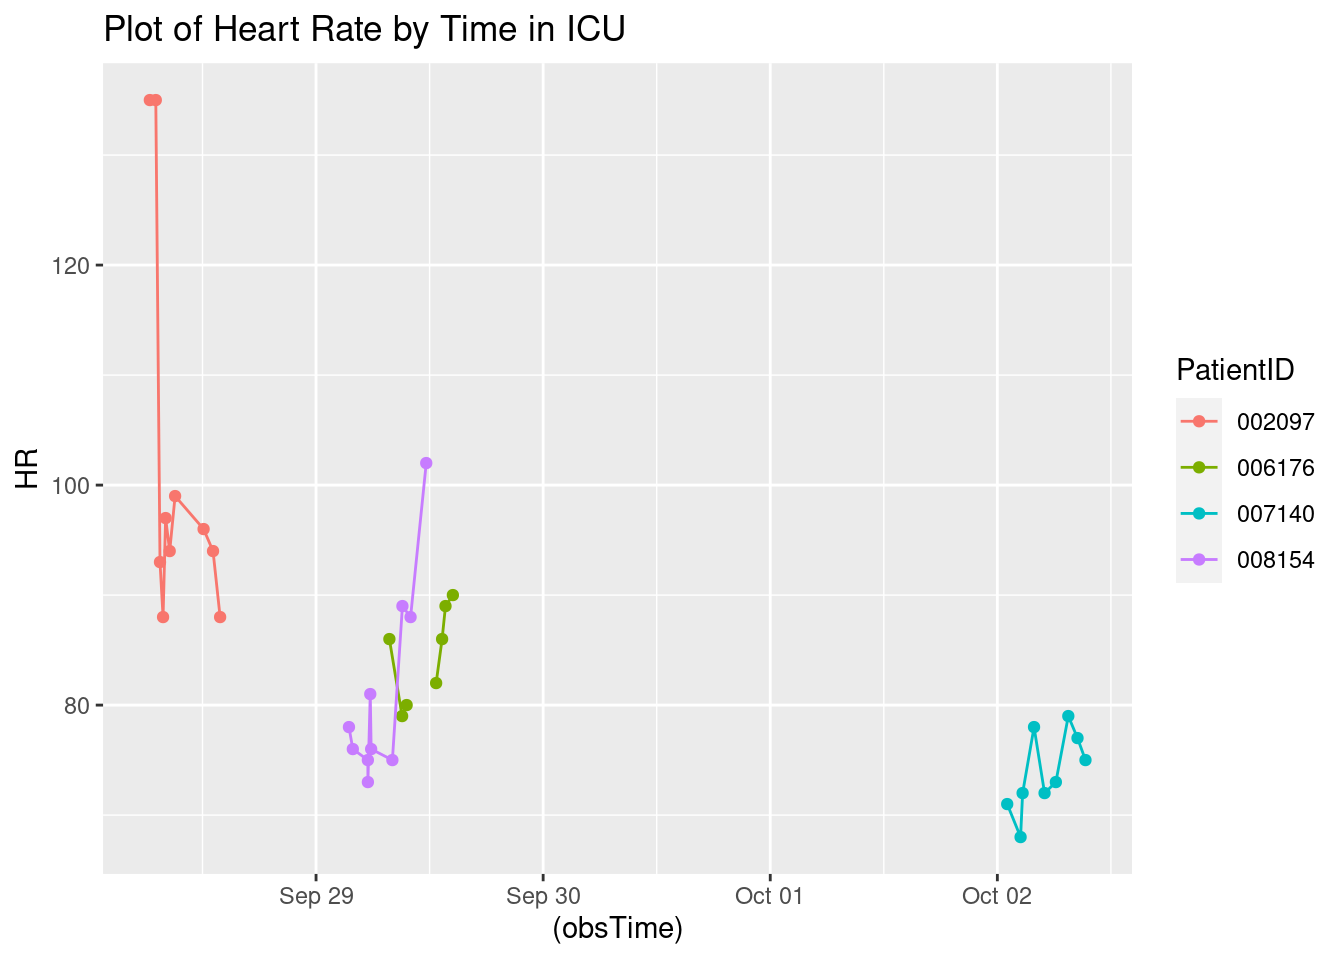 Plot of Heart Rate by Time in ICU
120
100
80
HR
Sep 29
Sep 30
Oct 01
Oct 02
(obsTime)
PatientID
002097
006176
007140
008154